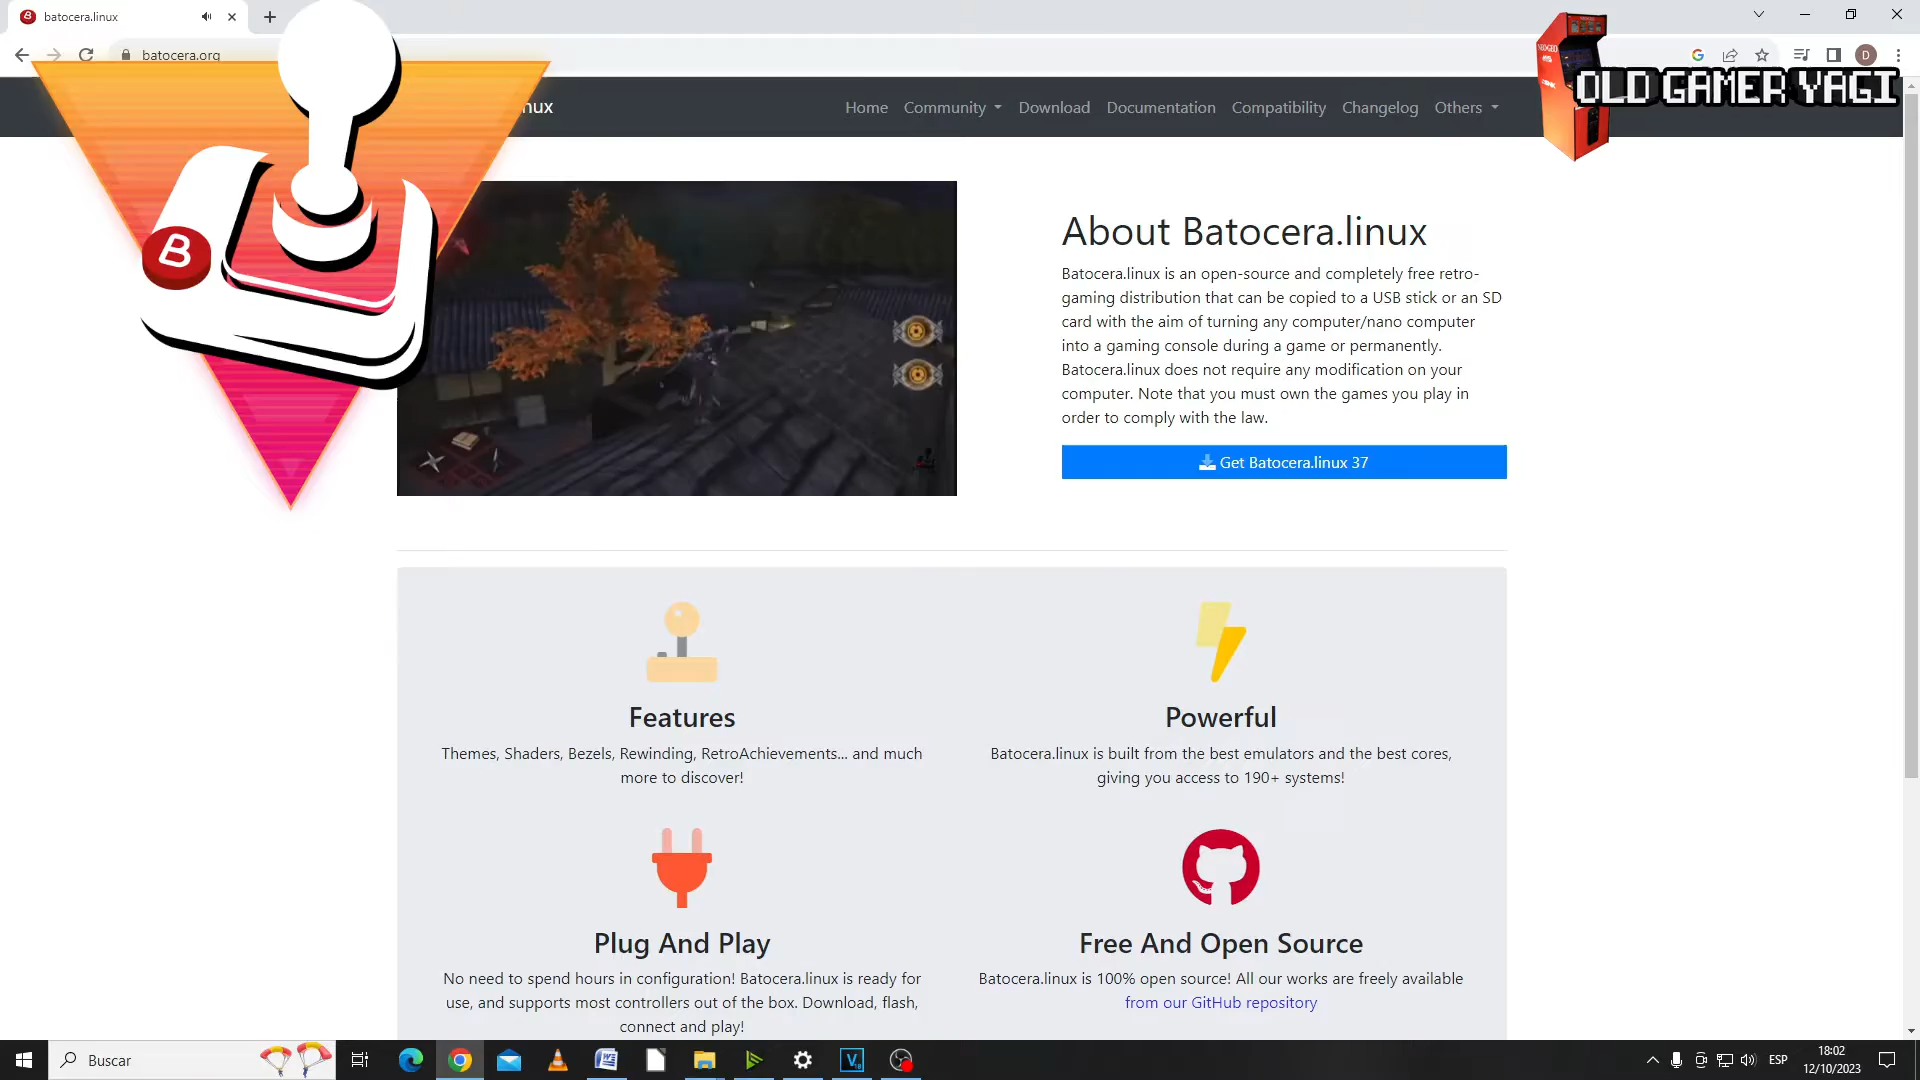 batocera.linux
batocera.org
D
OLD GAMER YAGI
nux
Home
Community
Download
Documentation
Compatibility
Changelog
Others
B
About Batocera.linux
Batocera.linux is an open-source and completely free retro-
gaming distribution that can be copied to a USB stick or an SD
card with the aim of turning any computer/nano computer
into a gaming console during a game or permanently.
Batocera.linux does not require any modification on your
computer. Note that you must own the games you play in
order to comply with the law.
Get Batocera.linux 37
Features
Themes, Shaders, Bezels, Rewinding, RetroAchievements... and much
more to discover!
Powerful
Batocera.linux is built from the best emulators and the best cores,
giving you access to 190+ systems!
Plug And Play
No need to spend hours in configuration! Batocera.linux is ready for
use, and supports most controllers out of the box. Download, flash,
connect and play!
Free And Open Source
Batocera.linux is 100% open source! All our works are freely available
from our GitHub repository
Buscar
ESP
18:02
12/10/2023